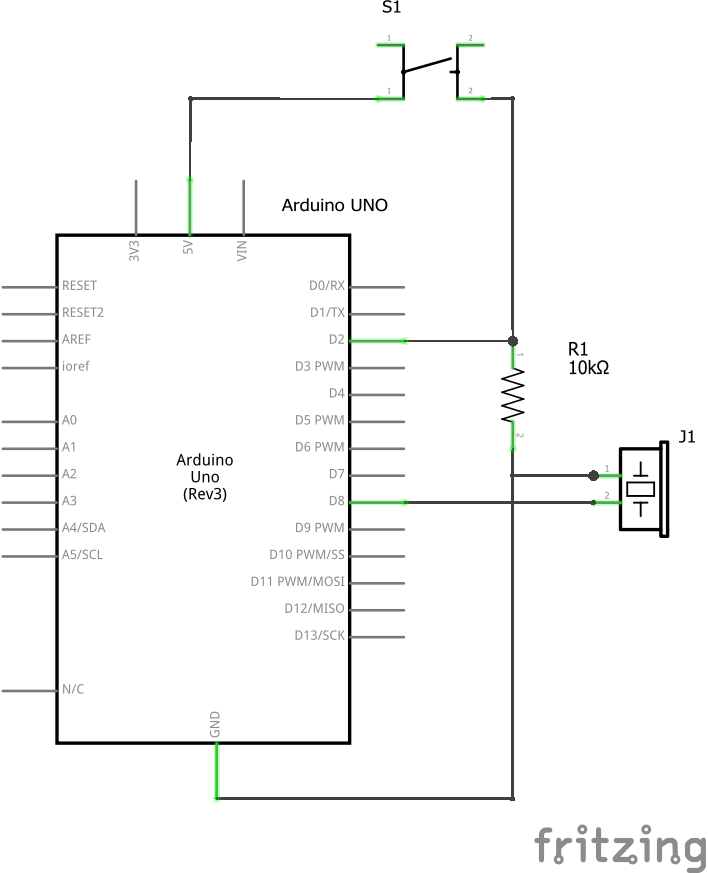 S1
1
2
1
2
Arduino UNO
3V3
5V
VIN
RESET
D0/RX
RESET2
D1/TX
AREF
D2
ioref
D3 PWM
D4
A0
D5 PWM
A1
D6 PWM
A2
D7
A3
D8
A4/SDA
D9 PWM
A5/SCL
D10 PWM/SS
D11 PWM/MOSI
D12/MISO
D13/SCK
N/C
GND
Arduino
Uno
(Rev3)
1
R1
10kΩ
2
J1
1
2
fritzing